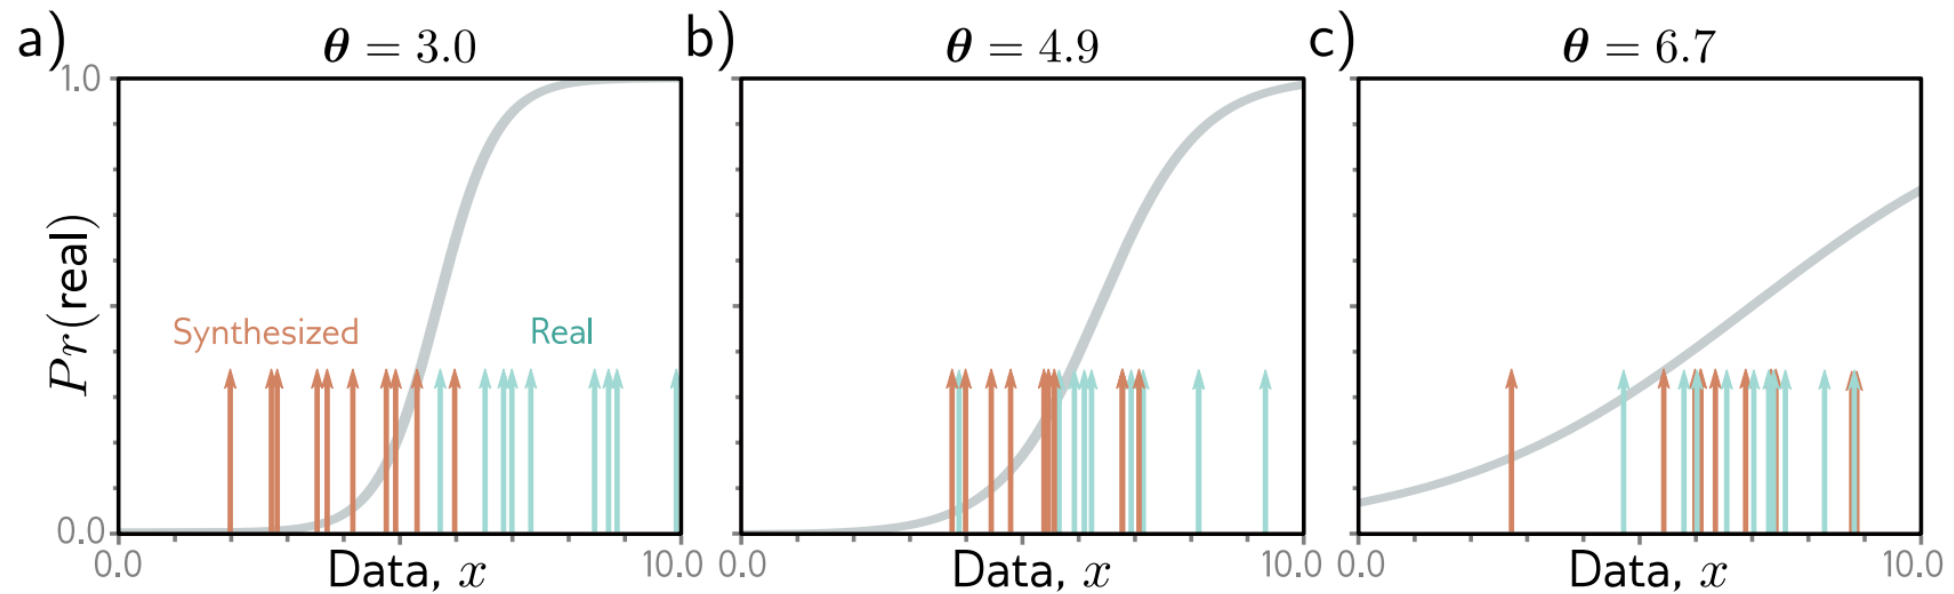 a) θ = 3.0
b) θ = 4.9
c) θ = 6.7
1.0
Pr(real)
Synthesized
Real
0.0
0.0 Data, x 10.0
0.0 Data, x 10.0
0.0 Data, x 10.0